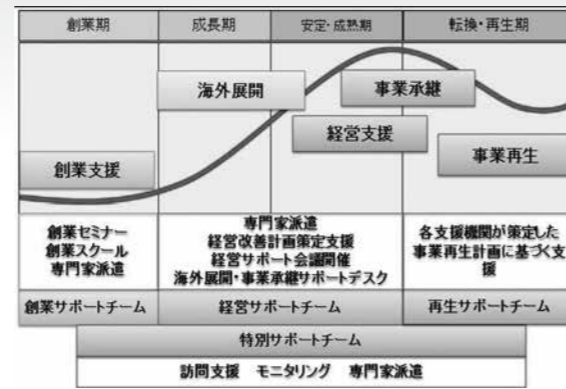 創業期
成長期
安定・成熟期
転換・再生期
海外展開
事業承継
経営支援
事業再生
創業支援
創業セミナー
創業スクール
専門家派遣
専門家派遣
経営改善計画策定支援
経営サポート会議開催
海外展開・事業承継サポートデスク
各支援機関が策定した
事業再生計画に基づく支
援
創業サポートチーム
経営サポートチーム
再生サポートチーム
特別サポートチーム
訪問支援 モニタリング 専門家派遣